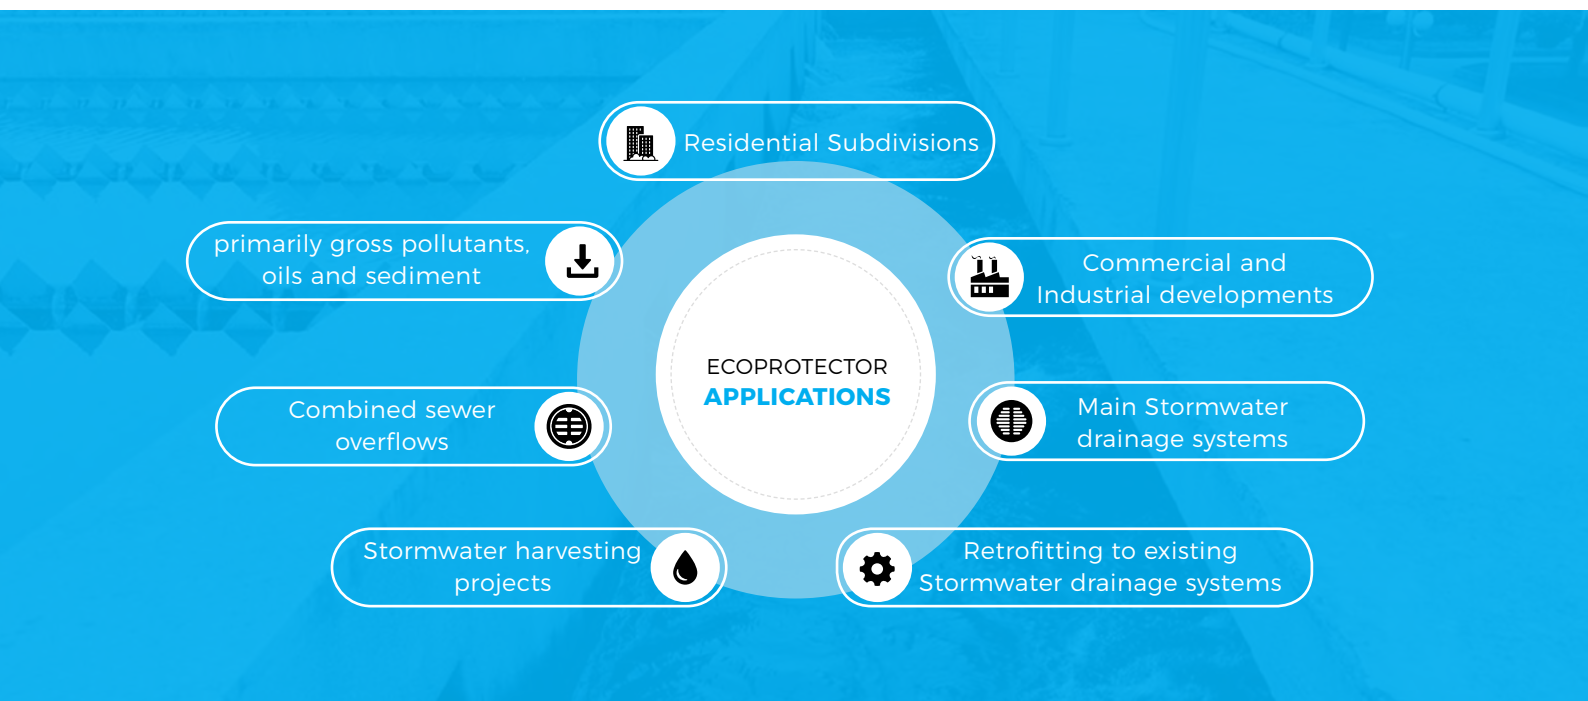 Residential Subdivisions
primarily gross pollutants,
oils and sediment
Commercial and
Industrial developments
ECOPROTECTOR
APPLICATIONS
Combined sewer
overflows
Main Stormwater
drainage systems
Stormwater harvesting
projects
Retrofitting to existing
Stormwater drainage systems